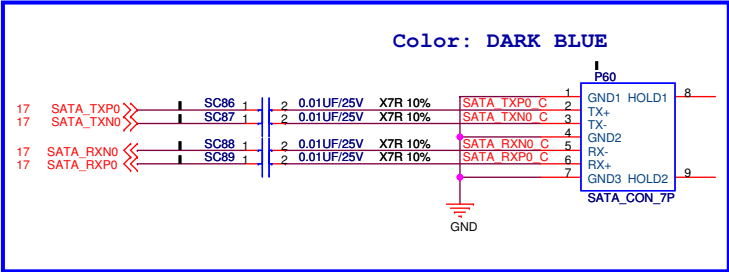 Color: DARK BLUE
P60
17 SATA_TXP0 SC86 1 2 0.01UF/25V X7R 10% SATA_TXP0_C
17 SATA_TXN0 SC87 1 2 0.01UF/25V X7R 10% SATA_TXN0_C
17 SATA_RXN0 SC88 1 2 0.01UF/25V X7R 10% SATA_RXN0_C
17 SATA_RXP0 SC89 1 2 0.01UF/25V X7R 10% SATA_RXP0_C
1 GND1 HOLD1 8
2 TX+
3 TX-
4 GND2
5 RX-
6 RX+
7 GND3 HOLD2 9
SATA_CON_7P
GND